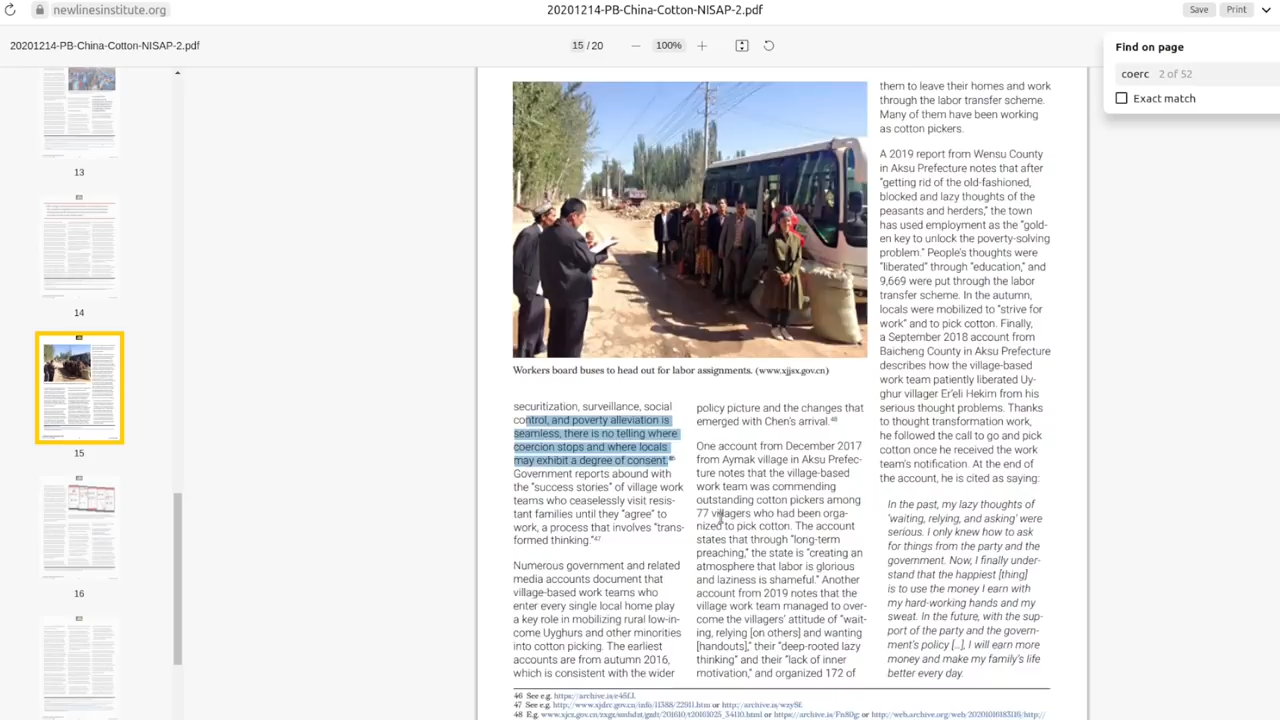 newlinesinstitute.org
20201214-PB-China-Cotton-NISAP-2.pdf
Save
Print
20201214-PB-China-Cotton-NISAP-2.pdf
15 / 20
100%
Find on page
coerc 2 of 52
Exact match
13
14
15
16
Workers board buses to head out for labor assignments. (www.xjjsx.gov.cn)
securitization, surveillance, social
control, and poverty alleviation is
seamless, there is no telling where
coercion stops and where locals
may exhibit a degree of consent.46
Government reports abound with
the "success stories" of village work
teams who ceaselessly visit resis-
tant families until they "agree" to
work, a process that involves "trans-
formed thinking."47
Numerous government and related
media accounts document that
village-based work teams who
enter every single local home play
a key role in mobilizing rural low-in-
come Uyghurs and other minorities
into cotton picking. The earliest
accounts are from autumn 2016,
which is consistent with the wider
policy push and mechanisms that
emerged since Chen's arrival.48
One account from December 2017
from Aymak village in Aksu Prefec-
ture notes that the village-based
work team was commending
outstanding cotton pickers among
77 villagers that had been orga-
nized to pick cotton. The account
states that through "long-term
preaching," it ended up "creating an
atmosphere that labor is glorious
and laziness is shameful." Another
account from 2019 notes that the
village work team managed to over-
come the villagers' attitude of "wait-
ing, relying [on others] and wanting
[handouts]" and their "deep-rooted lazy
thinking" and their reality through
motivation and organized 172 of
them to leave their homes and work
through the labor transfer scheme.
Many of them have been working
as cotton pickers.
A 2019 report from Wensu County
in Aksu Prefecture notes that after
"getting rid of the old-fashioned,
blocked and lazy thoughts of the
peasants and herders," the town
has used employment as the "gold-
en key to unlock the poverty-solving
problem." People's thoughts were
"liberated" through "education," and
9,669 were put through the labor
transfer scheme. In the autumn,
locals were mobilized to "strive for
work" and to pick cotton. Finally, a
September 2018 account from
work team successfully liberated Uy-
ghur villager Erkin Hekim from his
"serious thought problems." Thanks
to thought transformation work,
he followed the call to go and pick
cotton once he received the work
team's notification. At the end of
the account, he is cited as saying:
In the past, my lazy thoughts of
'waiting, relying, and asking' were
serious. I only knew how to ask
for things from the party and the
government. Now, I finally under-
stand that the happiest [thing]
is to use the money I earn with
my hard-working hands and my
sweat. In the future, with the sup-
port of the party and the govern-
ment's good policy, I will earn more
money and make my family's life
better every day.
46 See e.g. https://archive.is/e45fJ.